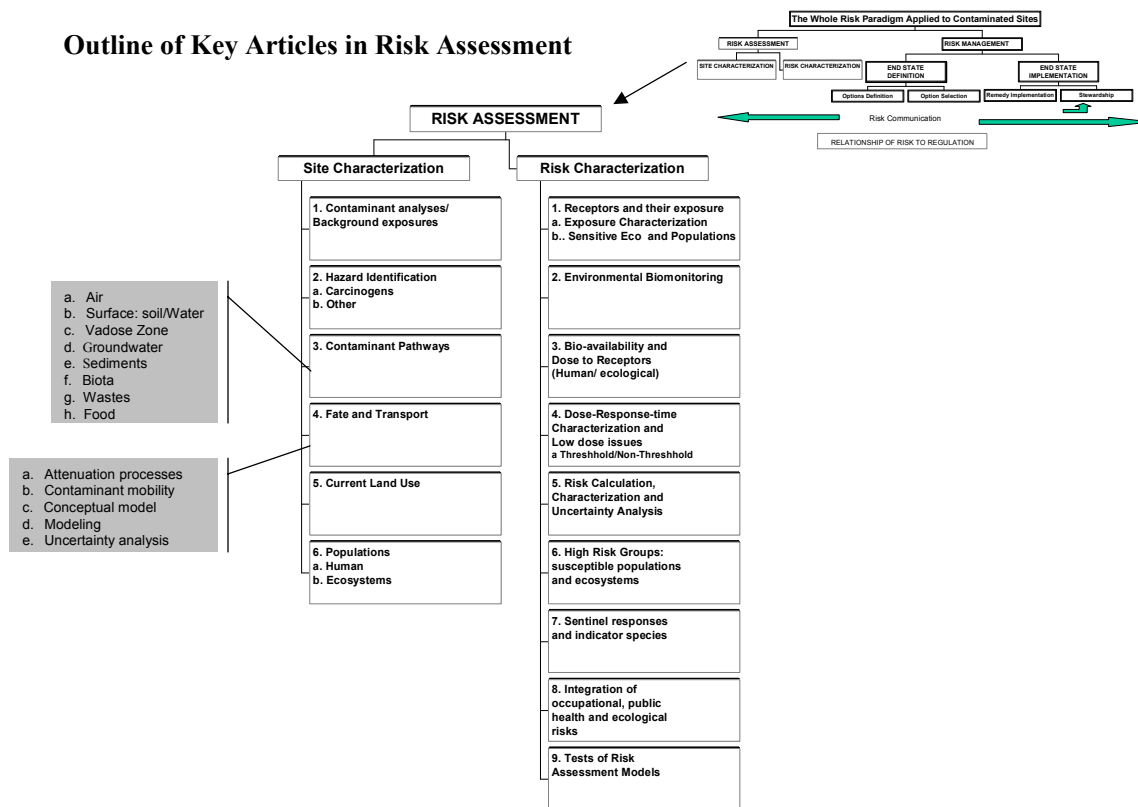 Outline of Key Articles in Risk Assessment
The Whole Risk Paradigm Applied to Contaminated Sites
RISK ASSESSMENT
RISK MANAGEMENT
SITE CHARACTERIZATION
RISK CHARACTERIZATION
END STATE
DEFINITION
END STATE
IMPLEMENTATION
Options Definition
Option Selection
Remedy Implementation
Stewardship
Risk Communication
RELATIONSHIP OF RISK TO REGULATION
RISK ASSESSMENT
Site Characterization
1. Contaminant analyses/
Background exposures
2. Hazard Identification
a. Carcinogens
b. Other
3. Contaminant Pathways
4. Fate and Transport
5. Current Land Use
6. Populations
a. Human
b. Ecosystems
a. Air
b. Surface: soil/Water
c. Vadose Zone
d. Groundwater
e. Sediments
f. Biota
g. Wastes
h. Food
a. Attenuation processes
b. Contaminant mobility
c. Conceptual model
d. Modeling
e. Uncertainty analysis
Risk Characterization
1. Receptors and their exposure
a. Exposure Characterization
b.. Sensitive Eco and Populations
2. Environmental Biomonitoring
3. Bio-availability and
Dose to Receptors
(Human/ ecological)
4. Dose-Response-time
Characterization and
Low dose issues
a Threshhold/Non-Threshhold
5. Risk Calculation,
Characterization and
Uncertainty Analysis
6. High Risk Groups:
susceptible populations
and ecosystems
7. Sentinel responses
and indicator species
8. Integration of
occupational, public
health and ecological
risks
9. Tests of Risk
Assessment Models